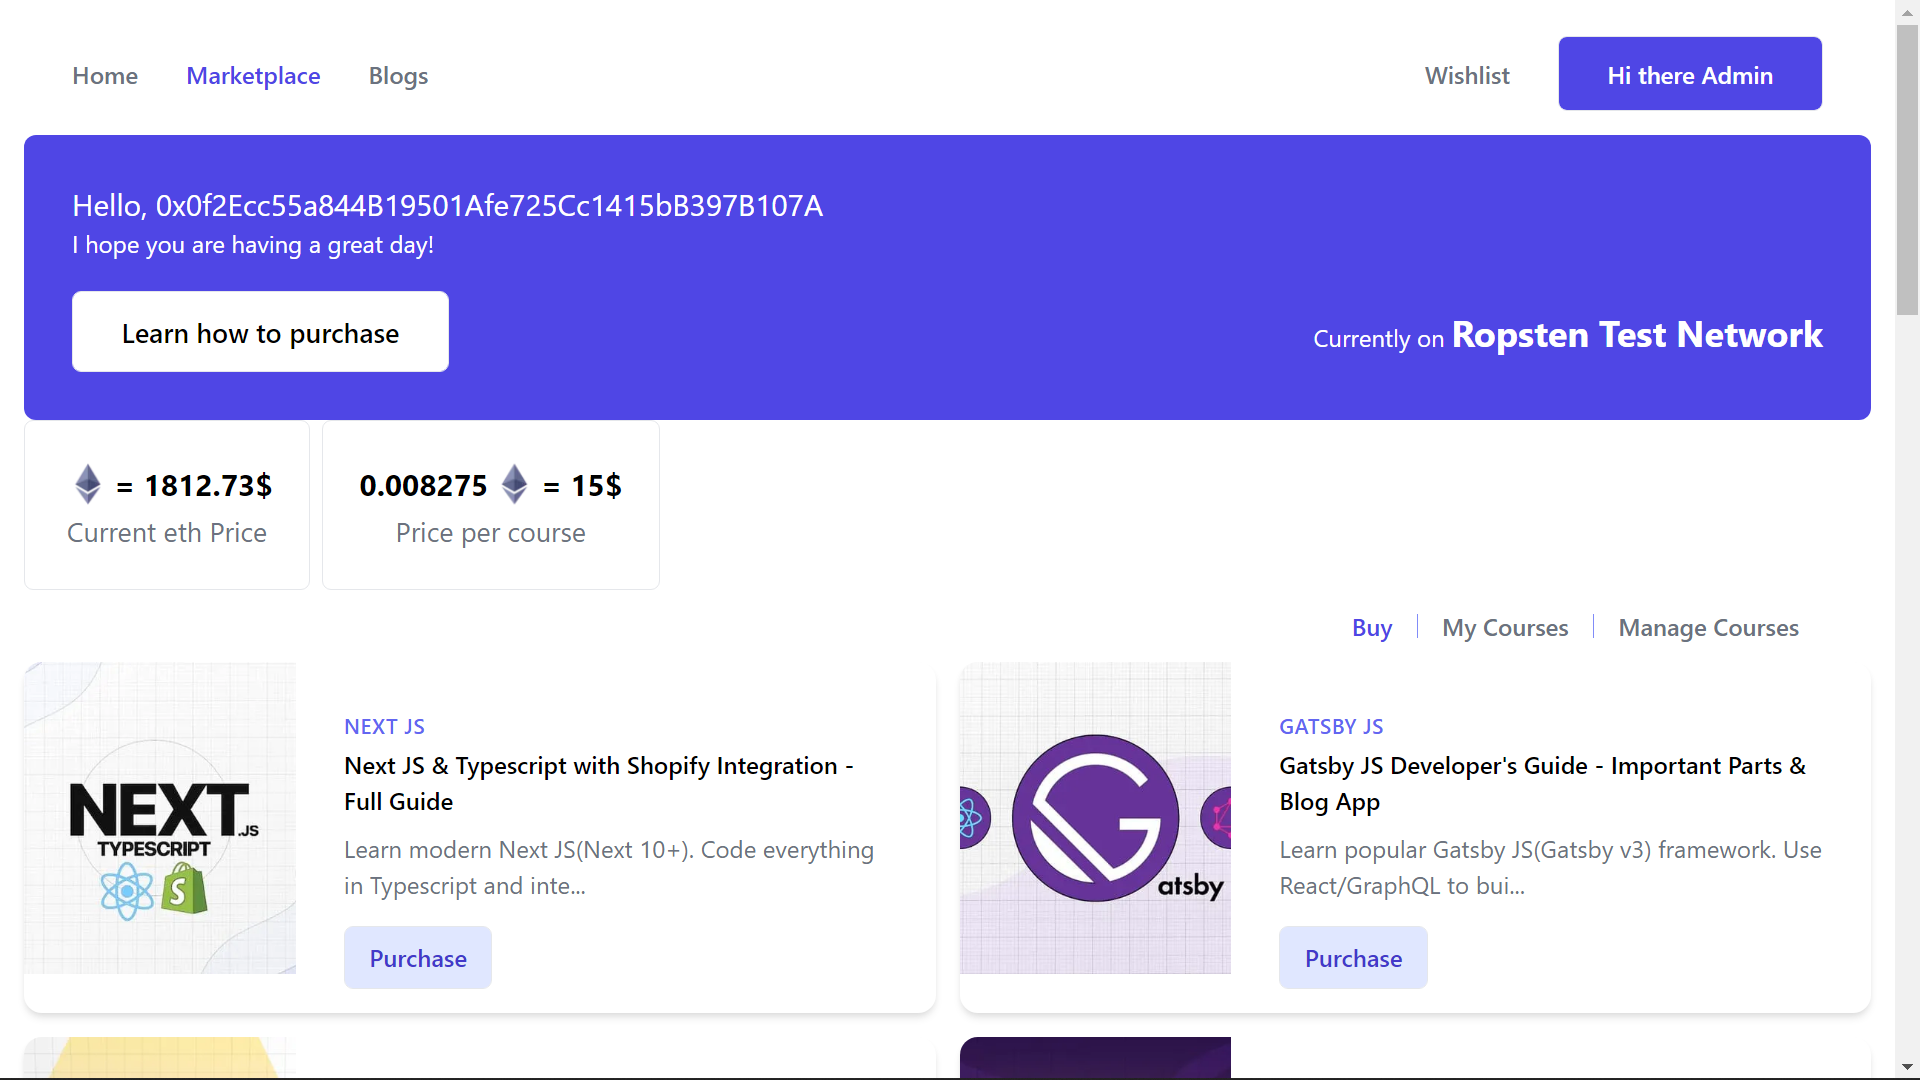 Home Marketplace Blogs Wishlist Hi there Admin
Hello, 0x0f2Ecc55a844B19501Afe725Cc1415bB397B107A
I hope you are having a great day!
Learn how to purchase
Currently on Ropsten Test Network
= 1812.73$
Current eth Price
0.008275 = 15$
Price per course
Buy My Courses Manage Courses
NEXT.JS
TYPESCRIPT
S
NEXT JS
Next JS & Typescript with Shopify Integration -
Full Guide
Learn modern Next JS(Next 10+). Code everything
in Typescript and inte...
Purchase
atsby
GATSBY JS
Gatsby JS Developer's Guide - Important Parts &
Blog App
Learn popular Gatsby JS(Gatsby v3) framework. Use
React/GraphQL to bui...
Purchase